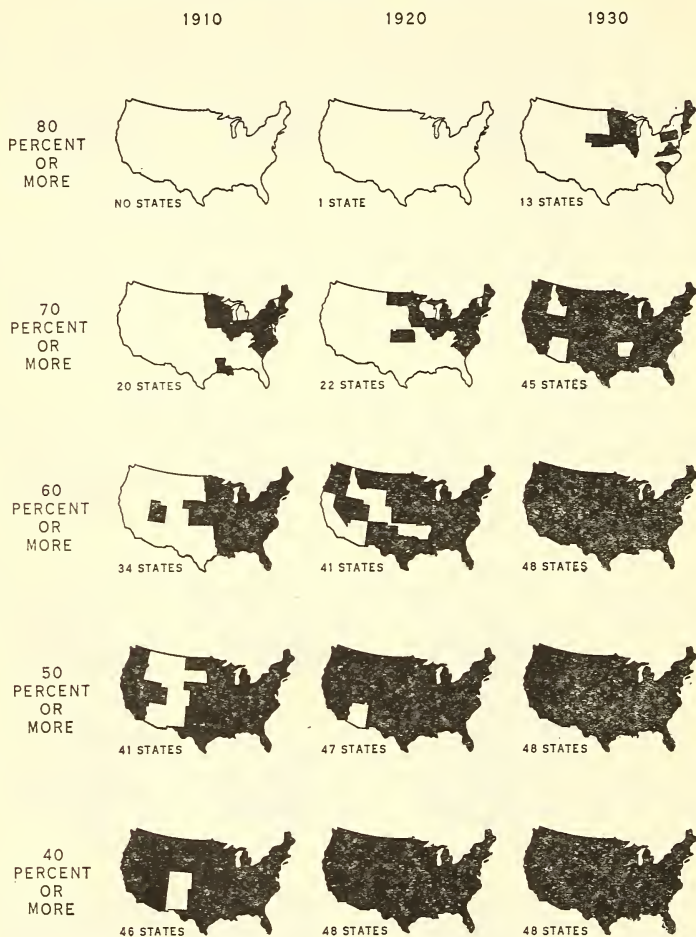 1910 1920 1930
80
PERCENT
OR
MORE
NO STATES 1 STATE 13 STATES
70
PERCENT
OR
MORE
20 STATES 22 STATES 45 STATES
60
PERCENT
OR
MORE
34 STATES 41 STATES 48 STATES
50
PERCENT
OR
MORE
41 STATES 47 STATES 48 STATES
40
PERCENT
OR
MORE
46 STATES 48 STATES 48 STATES